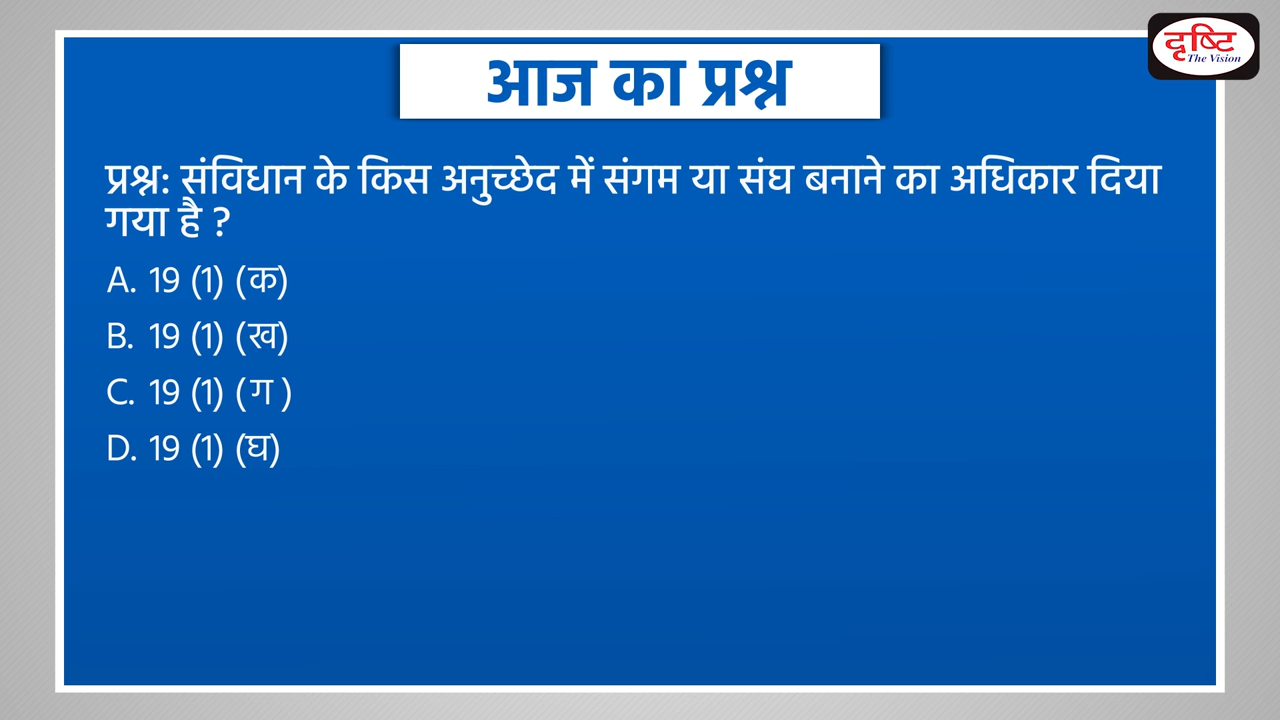 दृष्टि
The Vision
आज का प्रश्न
प्रश्न: संविधान के किस अनुच्छेद में संगम या संघ बनाने का अधिकार दिया
गया है ?
A. 19 (1) (क)
B. 19 (1) (ख)
C. 19 (1) ( ग )
D. 19 (1) (घ)